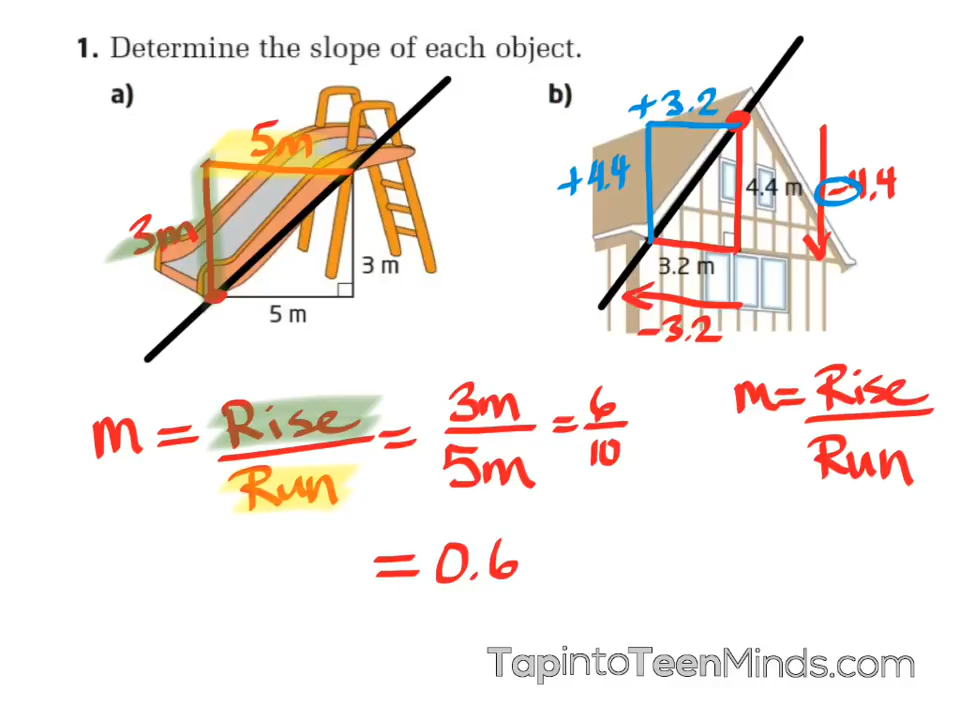 1. Determine the slope of each object.
a)
b)
5m
3m
3 m
5 m
+3.2
+4.4
4.4 m
-4.4
3.2 m
-3.2
m = Rise/Run = 3m/5m = 6/10
= 0.6
m = Rise/Run
TapintoTeenMinds.com